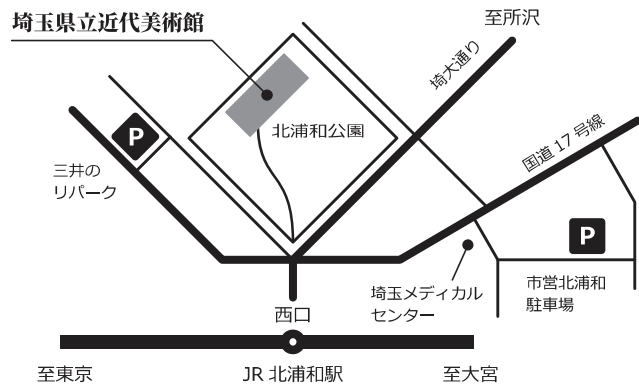 埼玉県立近代美術館
至所沢
埼大通り
北浦和公園
国道17号線
P
三井の
リパーク
P
埼玉メディカル
センター
市営北浦和
駐車場
西口
至東京
JR 北浦和駅
至大宮